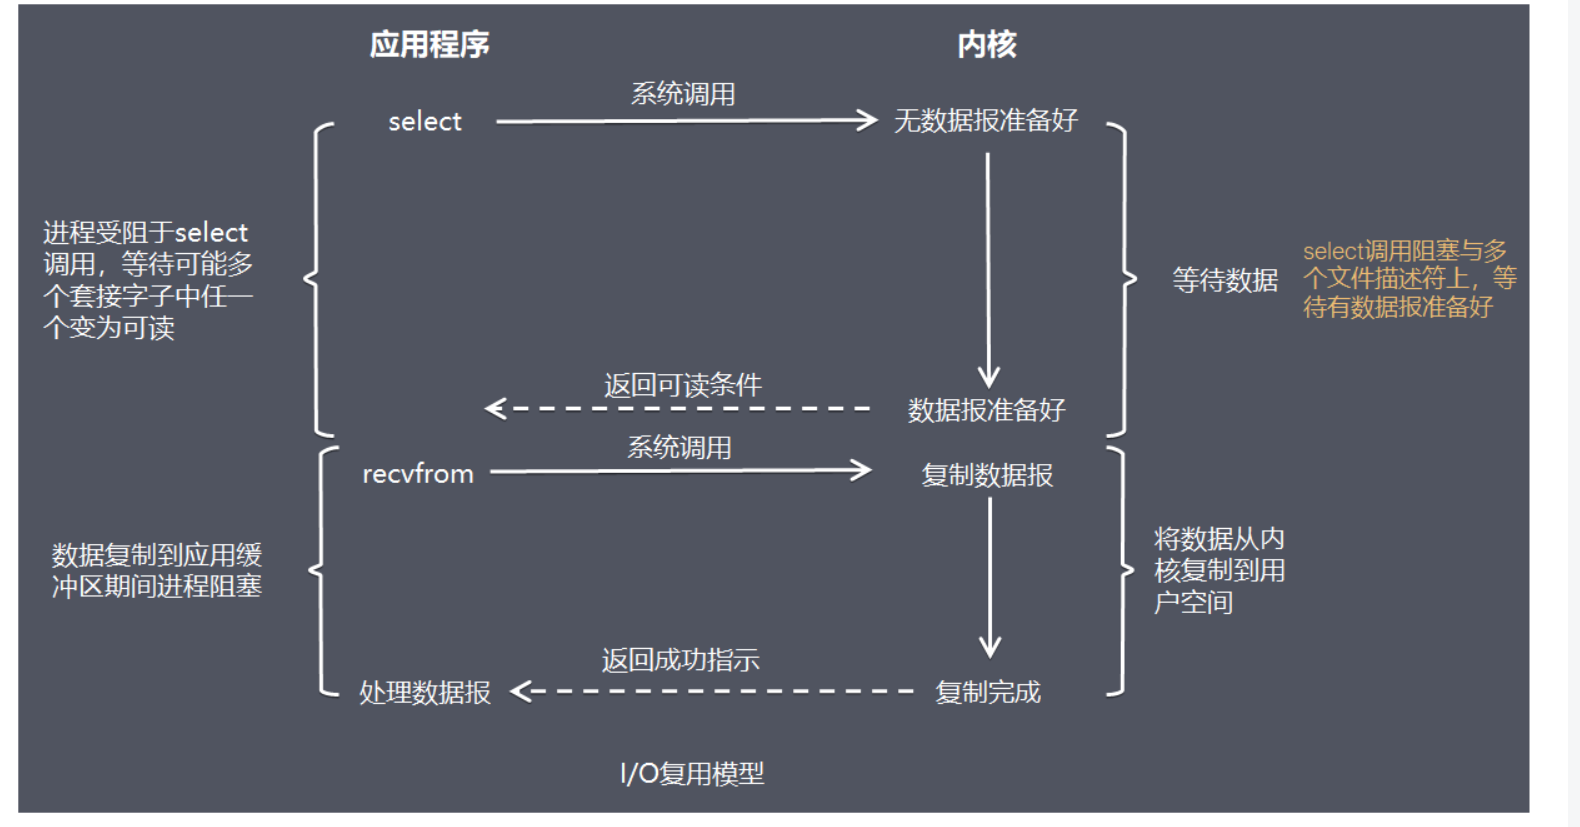 应用程序
内核
系统调用
select
无数据报准备好
进程受阻于select
调用，等待可能多
个套接字子中任一
个变为可读
等待数据
select调用阻塞与多
个文件描述符上，等
待有数据报准备好
返回可读条件
数据报准备好
系统调用
recvfrom
复制数据报
数据复制到应用缓
冲区期间进程阻塞
将数据从内
核复制到用
户空间
返回成功指示
处理数据报
复制完成
I/O复用模型